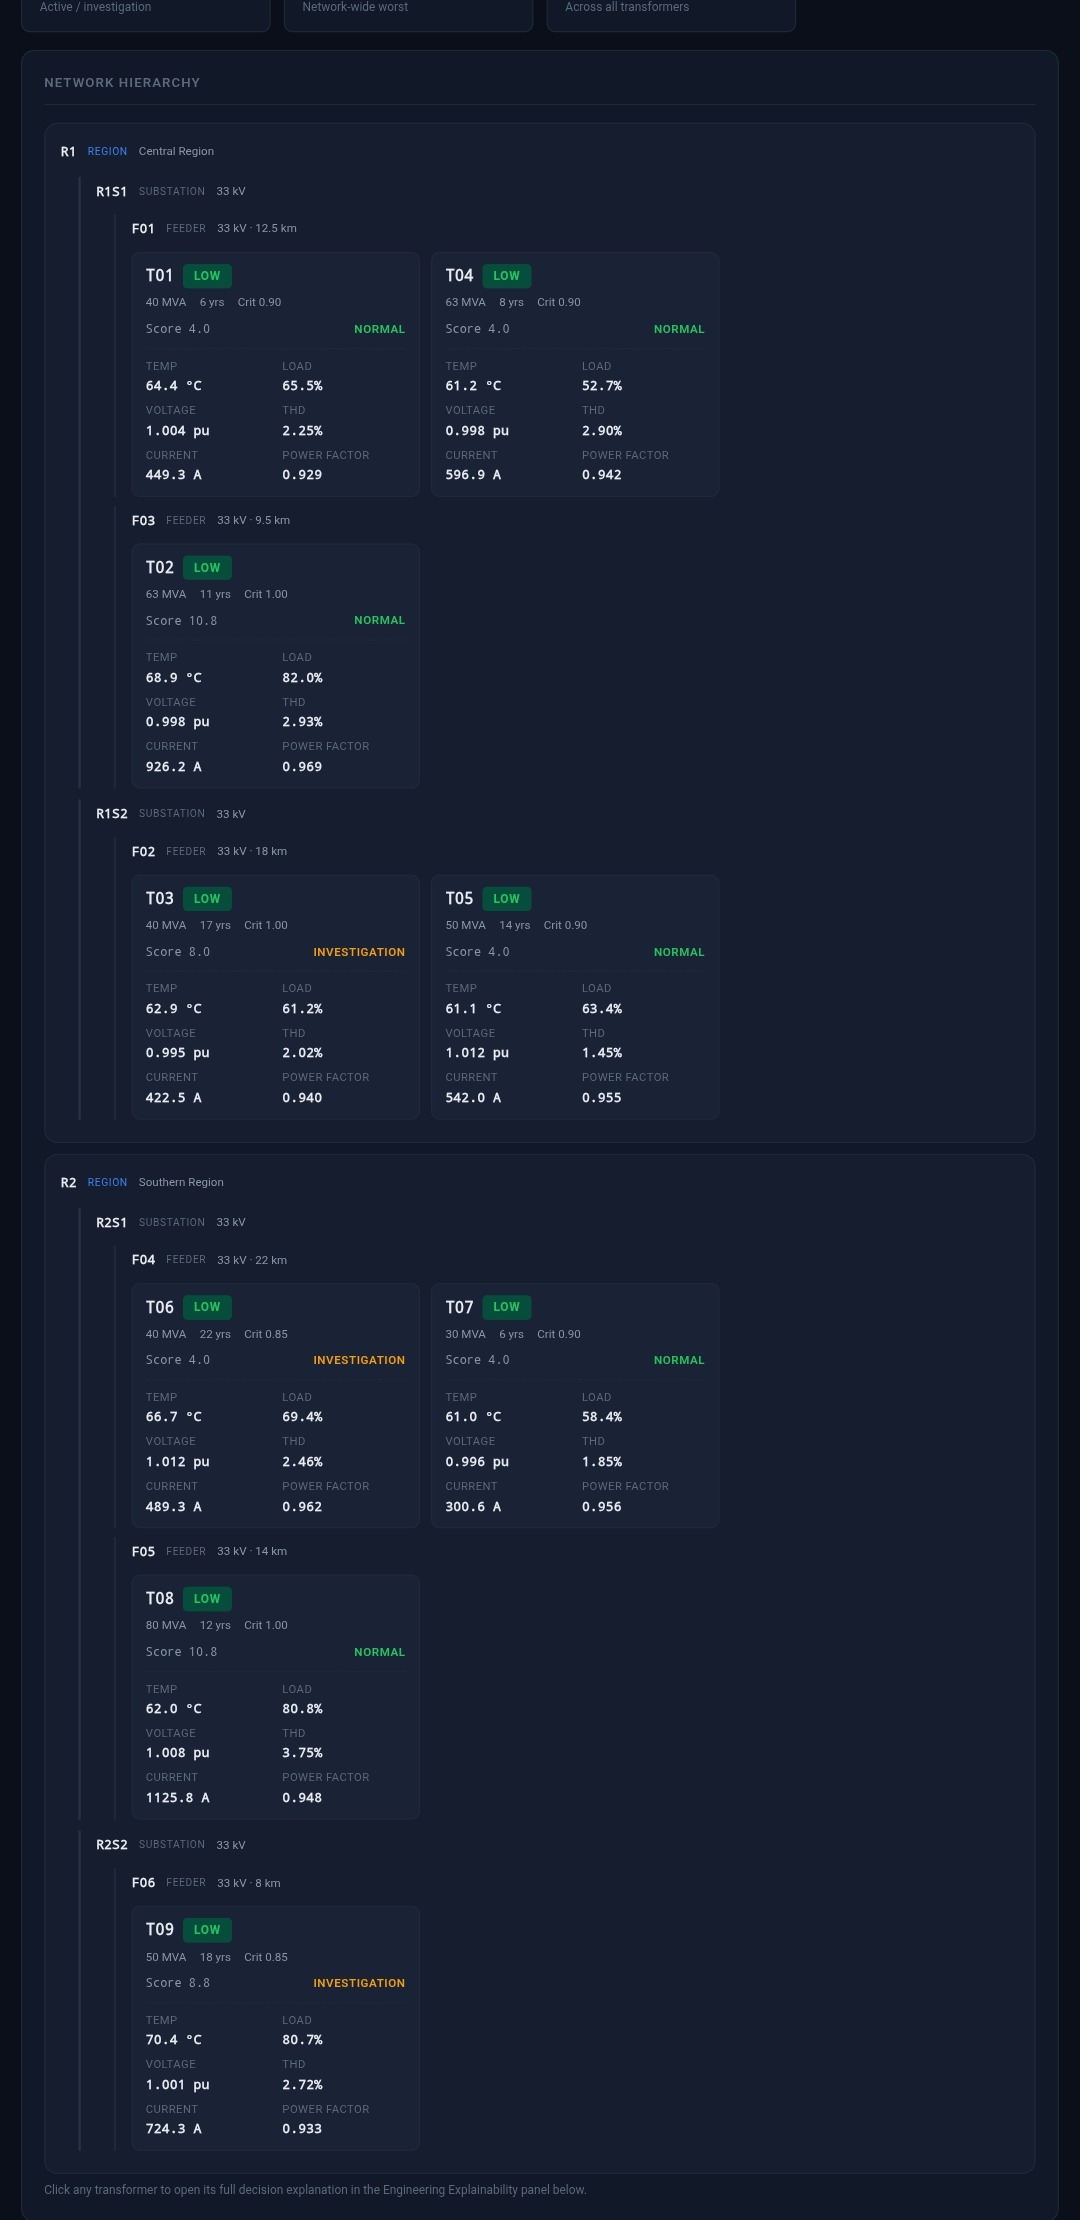 Active / investigation Network-wide worst Across all transformers
NETWORK HIERARCHY
R1 REGION Central Region
R1S1 SUBSTATION 33 kV
F01 FEEDER 33 kV · 12.5 km
T01 LOW T04 LOW
40 MVA 6 yrs Crit 0.90 63 MVA 8 yrs Crit 0.90
Score 4.0 NORMAL Score 4.0 NORMAL
TEMP LOAD TEMP LOAD
64.4 °C 65.5% 61.2 °C 52.7%
VOLTAGE THD VOLTAGE THD
1.004 pu 2.25% 0.998 pu 2.90%
CURRENT POWER FACTOR CURRENT POWER FACTOR
449.3 A 0.929 596.9 A 0.942
F03 FEEDER 33 kV · 9.5 km
T02 LOW
63 MVA 11 yrs Crit 1.00
Score 10.8 NORMAL
TEMP LOAD
68.9 °C 82.0%
VOLTAGE THD
0.998 pu 2.93%
CURRENT POWER FACTOR
926.2 A 0.969
R1S2 SUBSTATION 33 kV
F02 FEEDER 33 kV · 18 km
T03 LOW T05 LOW
40 MVA 17 yrs Crit 1.00 50 MVA 14 yrs Crit 0.90
Score 8.0 INVESTIGATION Score 4.0 NORMAL
TEMP LOAD TEMP LOAD
62.9 °C 61.2% 61.1 °C 63.4%
VOLTAGE THD VOLTAGE THD
0.995 pu 2.02% 1.012 pu 1.45%
CURRENT POWER FACTOR CURRENT POWER FACTOR
422.5 A 0.940 542.0 A 0.955
R2 REGION Southern Region
R2S1 SUBSTATION 33 kV
F04 FEEDER 33 kV · 22 km
T06 LOW T07 LOW
40 MVA 22 yrs Crit 0.85 30 MVA 6 yrs Crit 0.90
Score 4.0 INVESTIGATION Score 4.0 NORMAL
TEMP LOAD TEMP LOAD
66.7 °C 69.4% 61.0 °C 58.4%
VOLTAGE THD VOLTAGE THD
1.012 pu 2.46% 0.996 pu 1.85%
CURRENT POWER FACTOR CURRENT POWER FACTOR
489.3 A 0.962 300.6 A 0.956
F05 FEEDER 33 kV · 14 km
T08 LOW
80 MVA 12 yrs Crit 1.00
Score 10.8 NORMAL
TEMP LOAD
62.0 °C 80.8%
VOLTAGE THD
1.008 pu 3.75%
CURRENT POWER FACTOR
1125.8 A 0.948
R2S2 SUBSTATION 33 kV
F06 FEEDER 33 kV · 8 km
T09 LOW
50 MVA 18 yrs Crit 0.85
Score 8.8 INVESTIGATION
TEMP LOAD
70.4 °C 80.7%
VOLTAGE THD
1.001 pu 2.72%
CURRENT POWER FACTOR
724.3 A 0.933
Click any transformer to open its full decision explanation in the Engineering Explainability panel below.